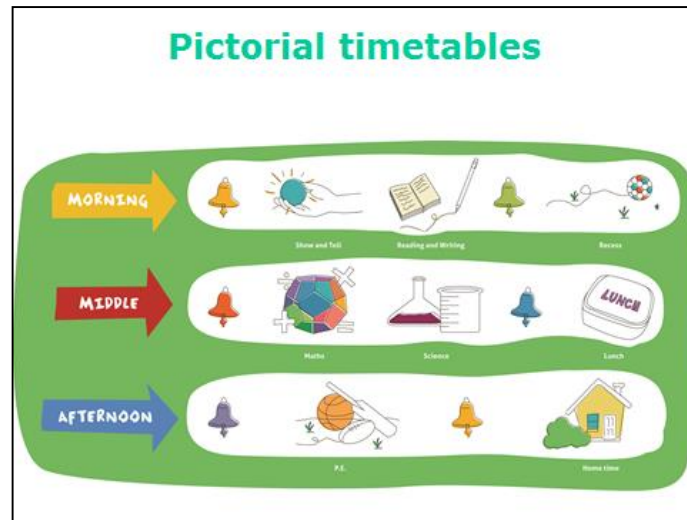 Pictorial timetables
MORNING
Show and Tell
Reading and Writing
Recess
MIDDLE
LUNCH
Maths
Science
Lunch
AFTERNOON
P.E.
Home time